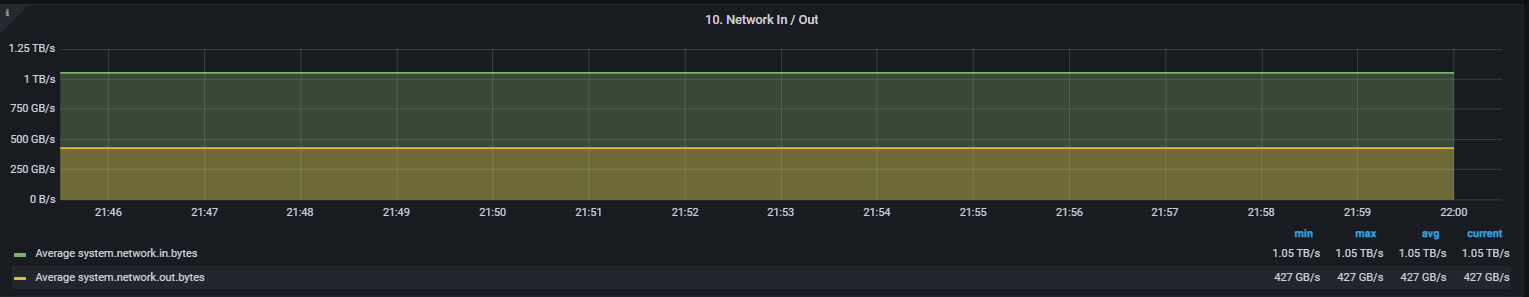 i
10. Network In / Out
1.25 TB/s
1 TB/s
750 GB/s
500 GB/s
250 GB/s
0 B/s
21:46 21:47 21:48 21:49 21:50 21:51 21:52 21:53 21:54 21:55 21:56 21:57 21:58 21:59 22:00
min max avg current
Average system.network.in.bytes 1.05 TB/s 1.05 TB/s 1.05 TB/s 1.05 TB/s
Average system.network.out.bytes 427 GB/s 427 GB/s 427 GB/s 427 GB/s